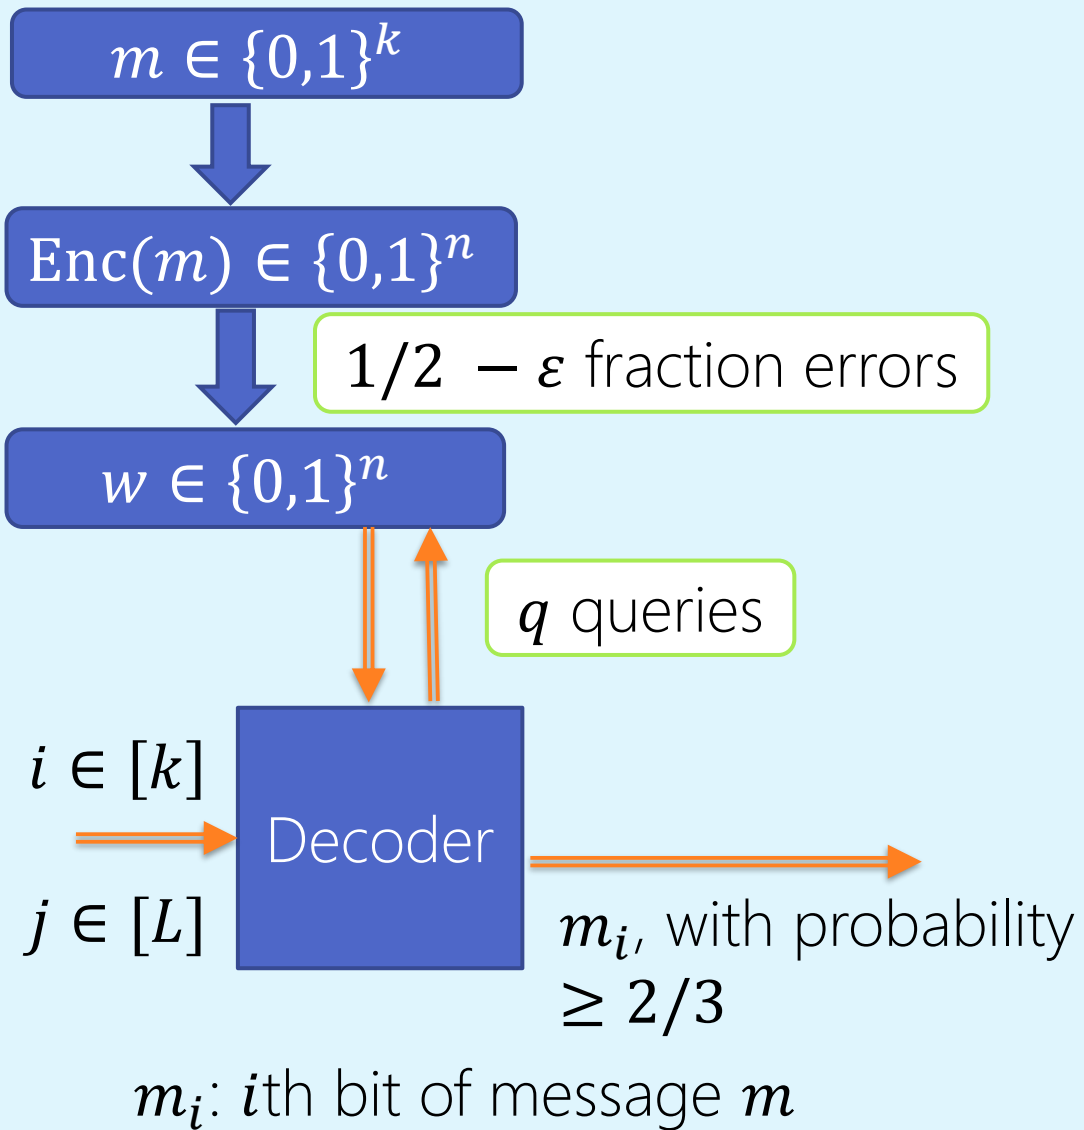 m ∈ {0,1}^k
Enc(m) ∈ {0,1}^n
1/2 − ε fraction errors
w ∈ {0,1}^n
q queries
i ∈ [k]
Decoder
j ∈ [L]
m_i, with probability
≥ 2/3
m_i: ith bit of message m